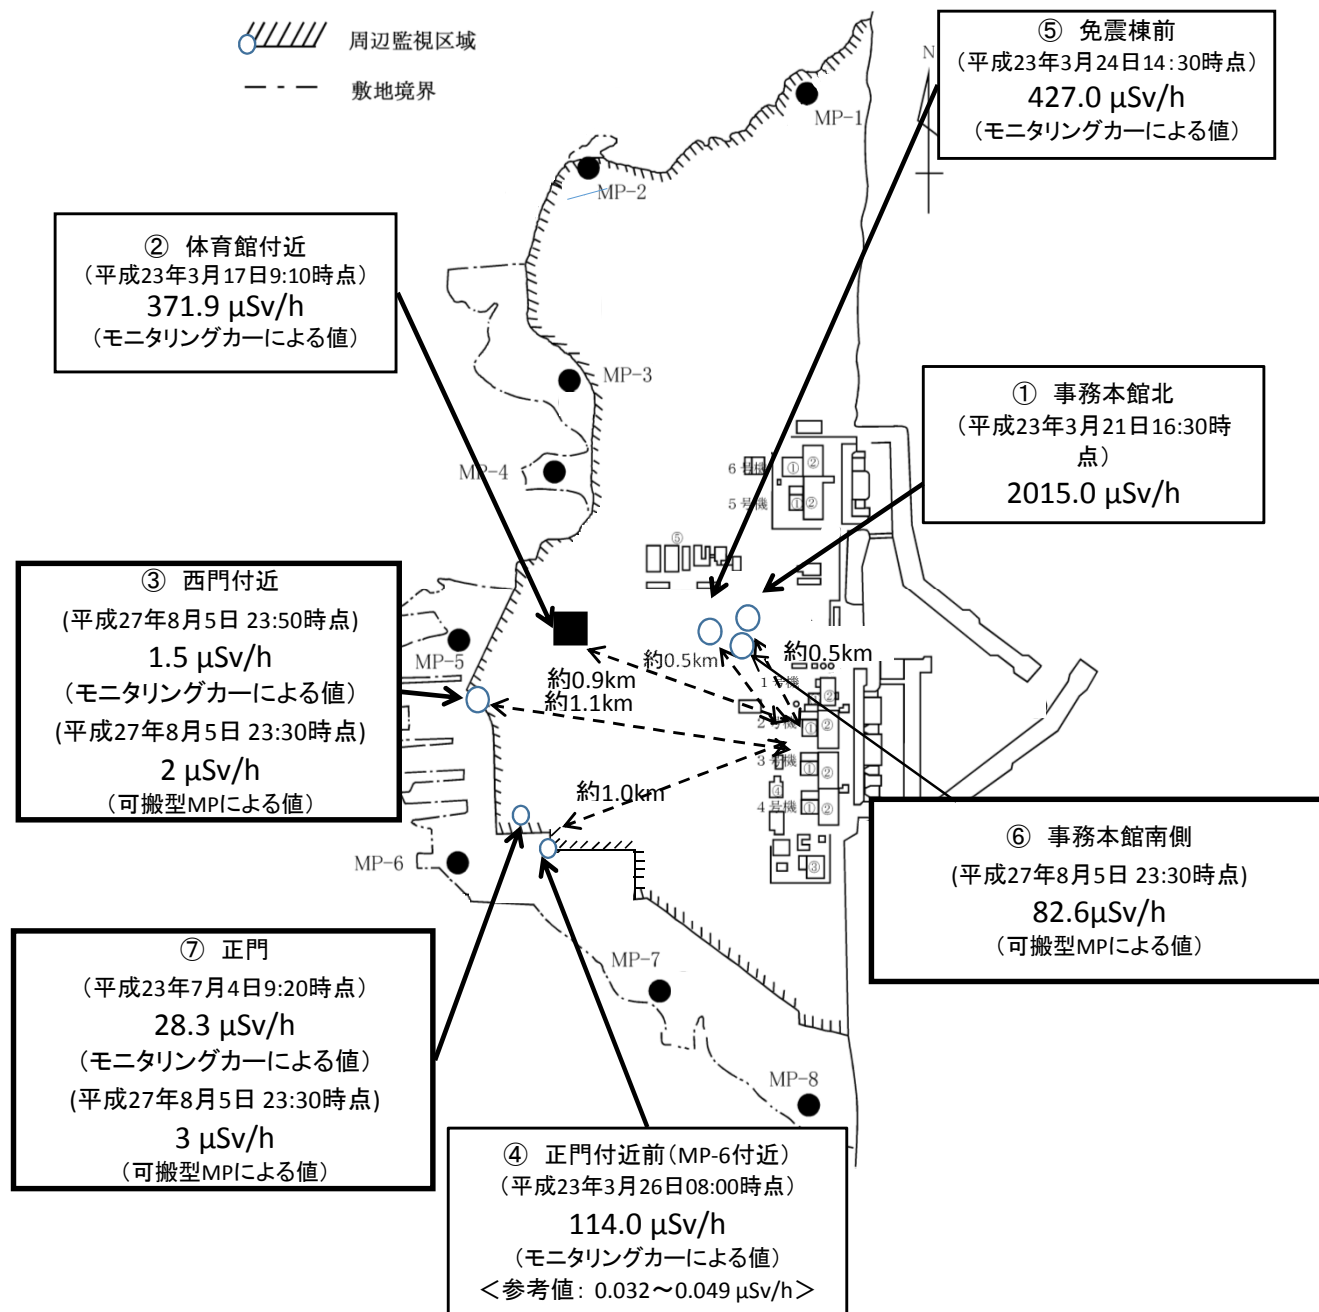 周辺監視区域
敷地境界
⑤ 免震棟前
（平成23年3月24日14：30時点）
427.0 μSv/h
（モニタリングカーによる値）
N
MP-1
MP-2
② 体育館付近
（平成23年3月17日9:10時点）
371.9 μSv/h
（モニタリングカーによる値）
MP-3
① 事務本館北
（平成23年3月21日16:30時
点）
2015.0 μSv/h
MP-4
6号機
①
②
5号機
①
②
⑤
③ 西門付近
(平成27年8月5日 23:50時点)
1.5 μSv/h
（モニタリングカーによる値）
(平成27年8月5日 23:30時点)
2 μSv/h
（可搬型MPによる値）
MP-5
約0.5km
約0.5km
約0.9km
約1.1km
1号機
②
2号機
①
②
3号機
①
②
約1.0km
④
4号機
①
②
③
MP-6
⑥ 事務本館南側
(平成27年8月5日 23:30時点)
82.6μSv/h
（可搬型MPによる値）
⑦ 正門
（平成23年7月4日9:20時点）
28.3 μSv/h
（モニタリングカーによる値）
(平成27年8月5日 23:30時点)
3 μSv/h
（可搬型MPによる値）
MP-7
MP-8
④ 正門付近前（MP-6付近）
（平成23年3月26日08:00時点）
114.0 μSv/h
（モニタリングカーによる値）
＜参考値： 0.032～0.049 μSv/h＞